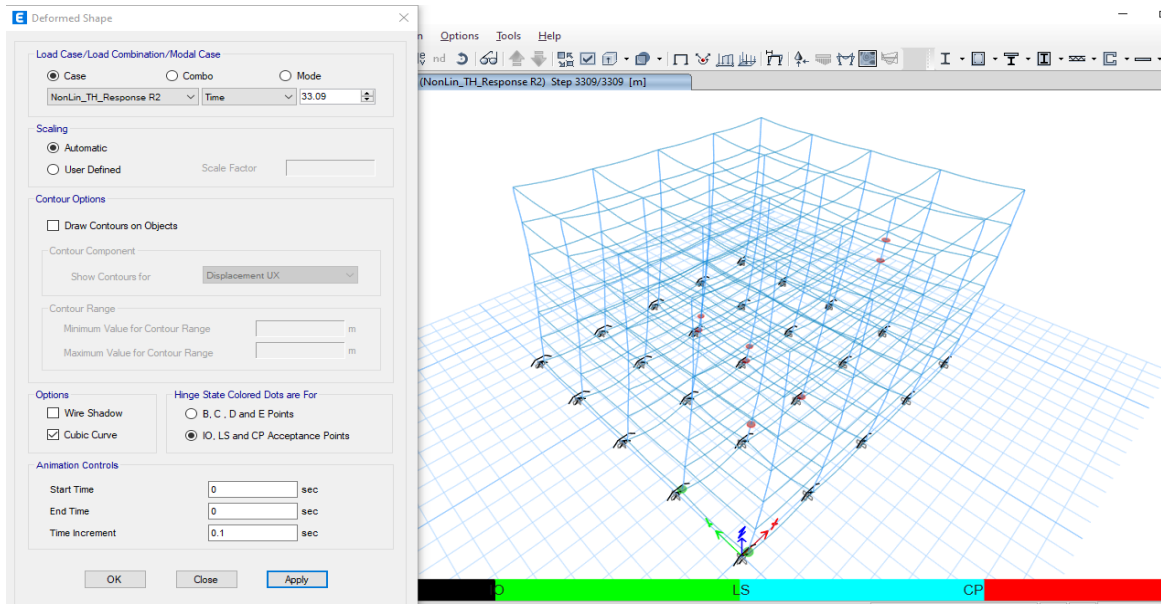 E Deformed Shape
Load Case/Load Combination/Modal Case
Case Combo Mode
NonLin_TH_Response R2 Time 33.09
Scaling
Automatic
User Defined Scale Factor
Contour Options
Draw Contours on Objects
Contour Component
Show Contours for Displacement UX
Contour Range
Minimum Value for Contour Range m
Maximum Value for Contour Range m
Options
Wire Shadow
Cubic Curve
Hinge State Colored Dots are For
B, C , D and E Points
IO, LS and CP Acceptance Points
Animation Controls
Start Time 0 sec
End Time 0 sec
Time Increment 0.1 sec
OK Close Apply
n Options Tools Help
nd
(NonLin_TH_Response R2) Step 3309/3309 [m]
O LS CP